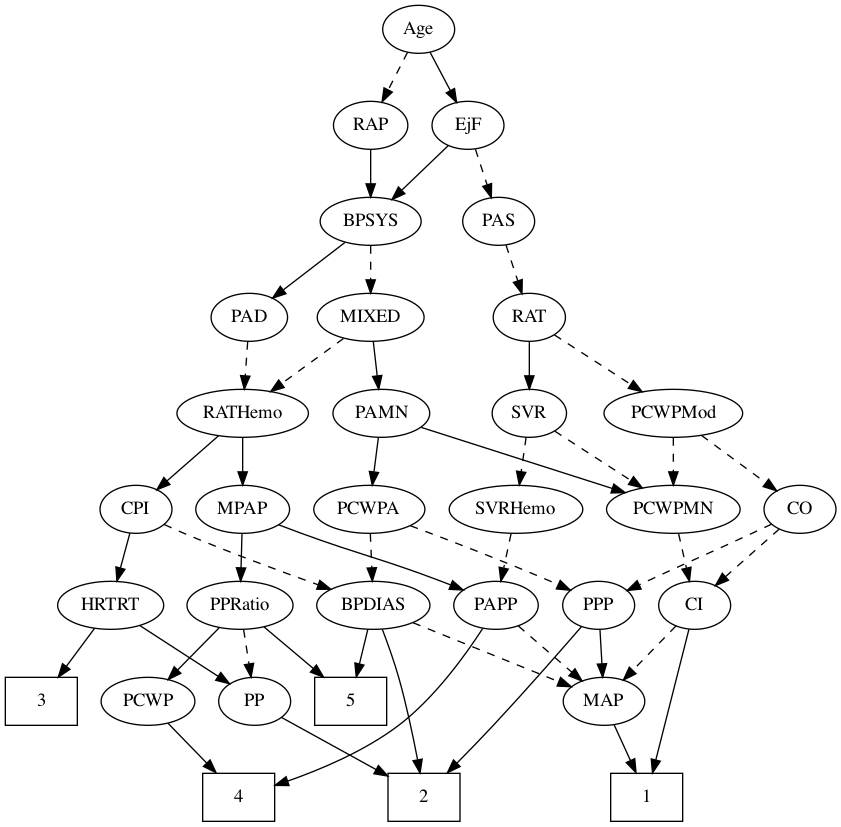 Age
RAP
EjF
BPSYS
PAS
PAD
MIXED
RAT
RATHemo
PAMN
SVR
PCWPMod
CPI
MPAP
PCWPA
SVRHemo
PCWPMN
CO
HRTRT
PPRatio
BPDIAS
PAPP
PPP
CI
3
PCWP
PP
5
MAP
4
2
1